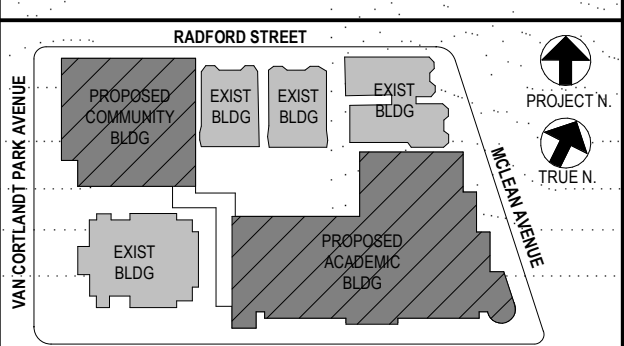 RADFORD STREET
VAN CORTLANDT PARK AVENUE
PROPOSED
COMMUNITY
BLDG
EXIST
BLDG
EXIST
BLDG
EXIST
BLDG
PROJECT N.
TRUE N.
MCLEAN AVENUE
EXIST
BLDG
PROPOSED
ACADEMIC
BLDG